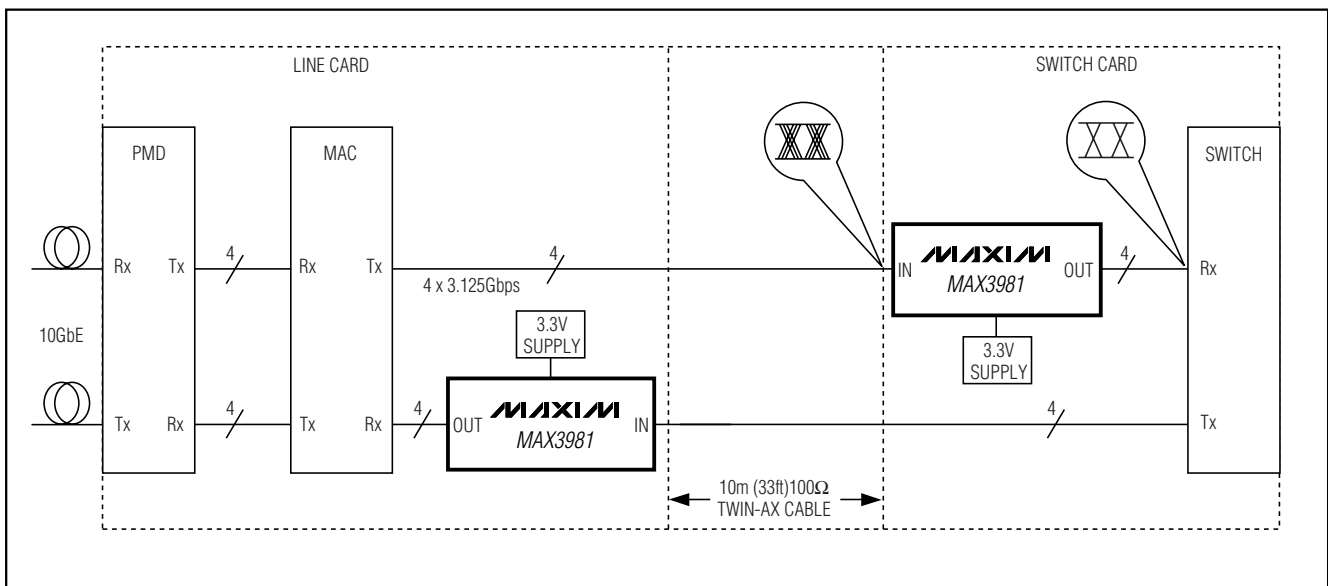 LINE CARD
SWITCH CARD
PMD
MAC
SWITCH
Rx
Tx
4
Rx
Tx
4
4 x 3.125Gbps
IN
MAXIM
MAX3981
OUT
4
Rx
3.3V
SUPPLY
3.3V
SUPPLY
10GbE
Tx
Rx
4
Tx
Rx
4
OUT
MAXIM
MAX3981
IN
4
Tx
10m (33ft)100Ω
TWIN-AX CABLE